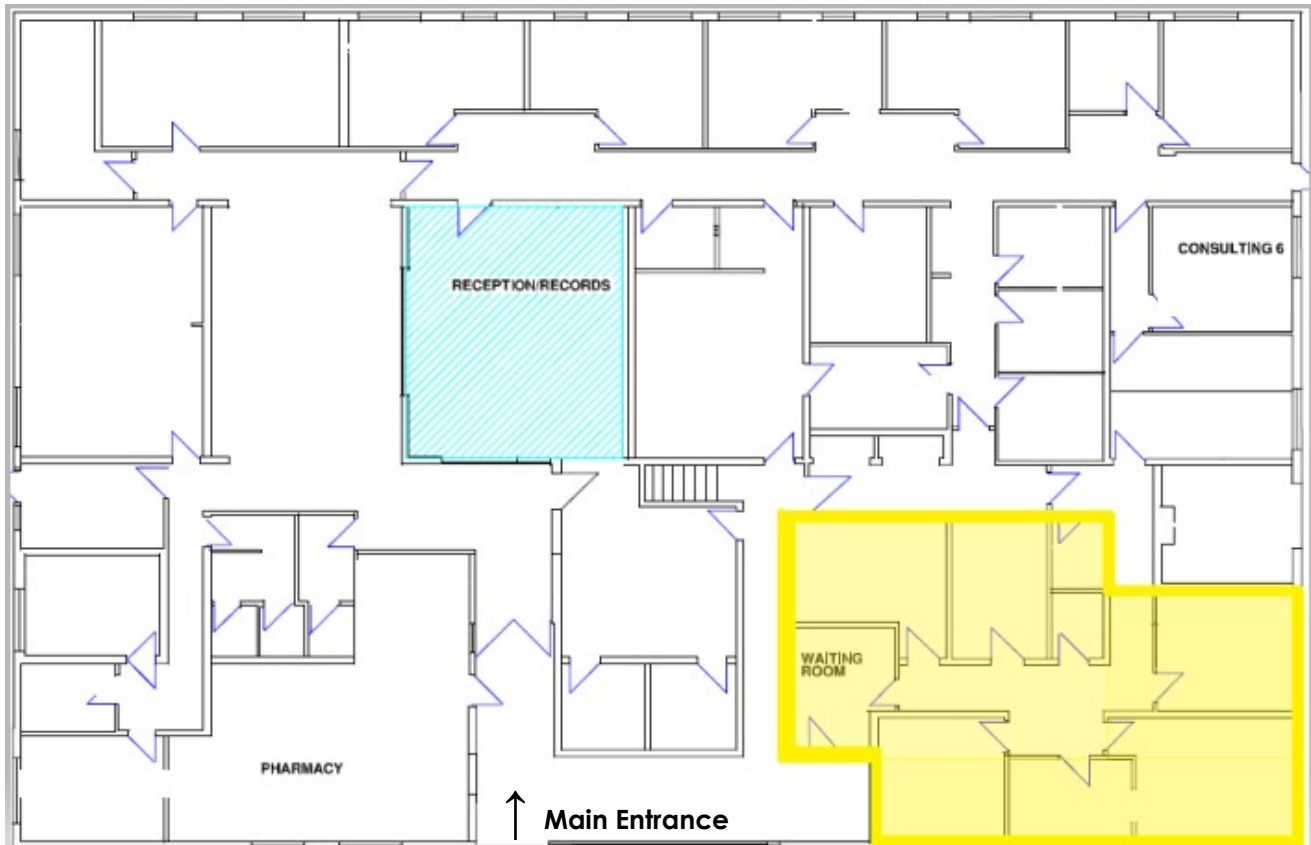 RECEPTION/RECORDS
CONSULTING 6
WAITING
ROOM
PHARMACY
↑ Main Entrance